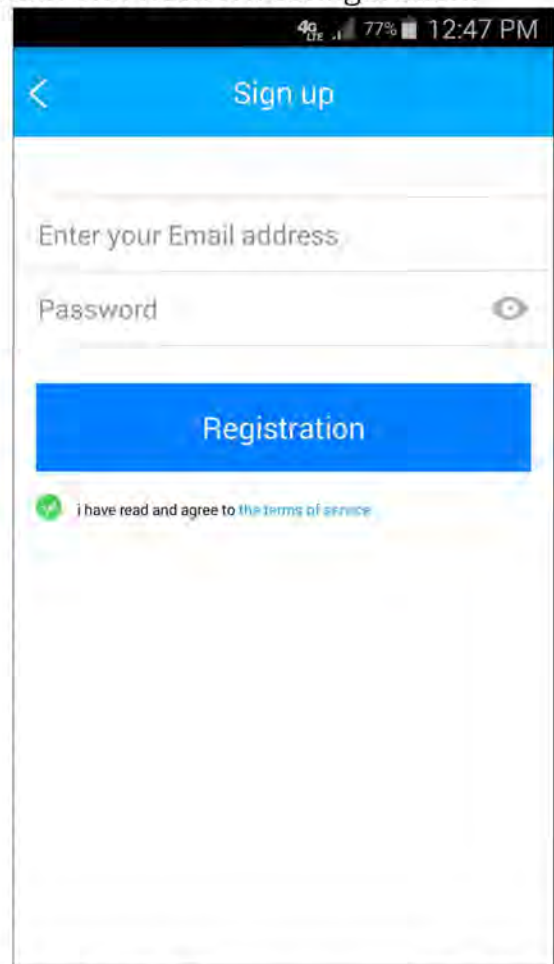 4G LTE 77% 12:47 PM
Sign up
Enter your Email address
Password
Registration
i have read and agree to the terms of service